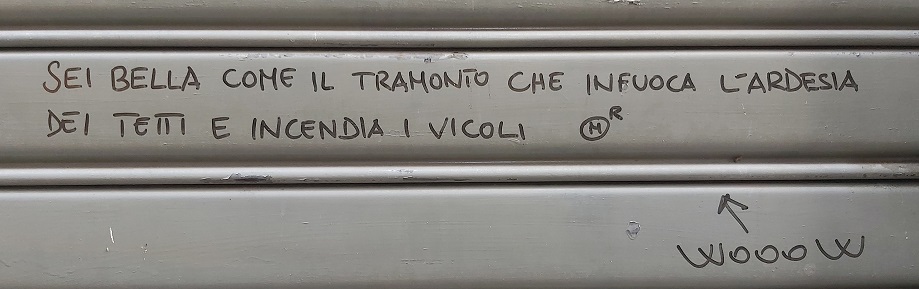 SEI BELLA COME IL TRAMONTO CHE INFUOCA L'ARDESIA
DEI TETTI E INCENDIA I VICOLI Ⓜ R
WOOOW